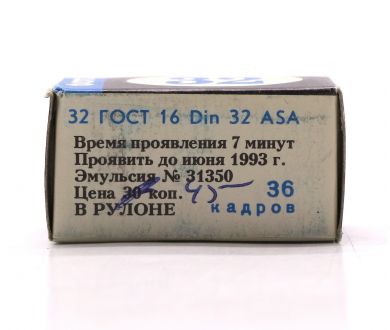 32
32 ГОСТ 16 Din 32 ASA
Время проявления 7 минут
Проявить до июня 1993 г.
Эмульсия № 31350
Цена 30 коп. 45- 36
В РУЛОНЕ кадров